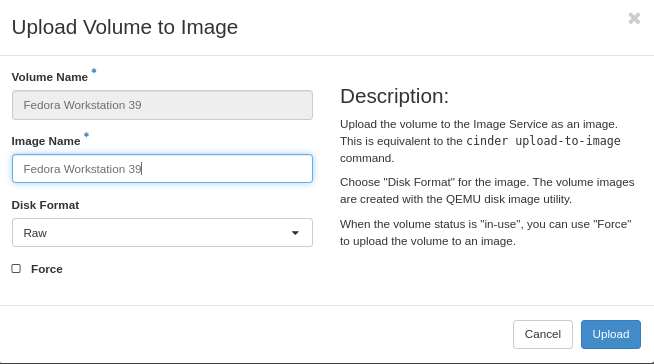 Upload Volume to Image
Volume Name *
Fedora Workstation 39
Image Name *
Fedora Workstation 39
Disk Format
Raw
Force
Description:
Upload the volume to the Image Service as an image.
This is equivalent to the cinder upload-to-image
command.
Choose "Disk Format" for the image. The volume images
are created with the QEMU disk image utility.
When the volume status is "in-use", you can use "Force"
to upload the volume to an image.
Cancel
Upload